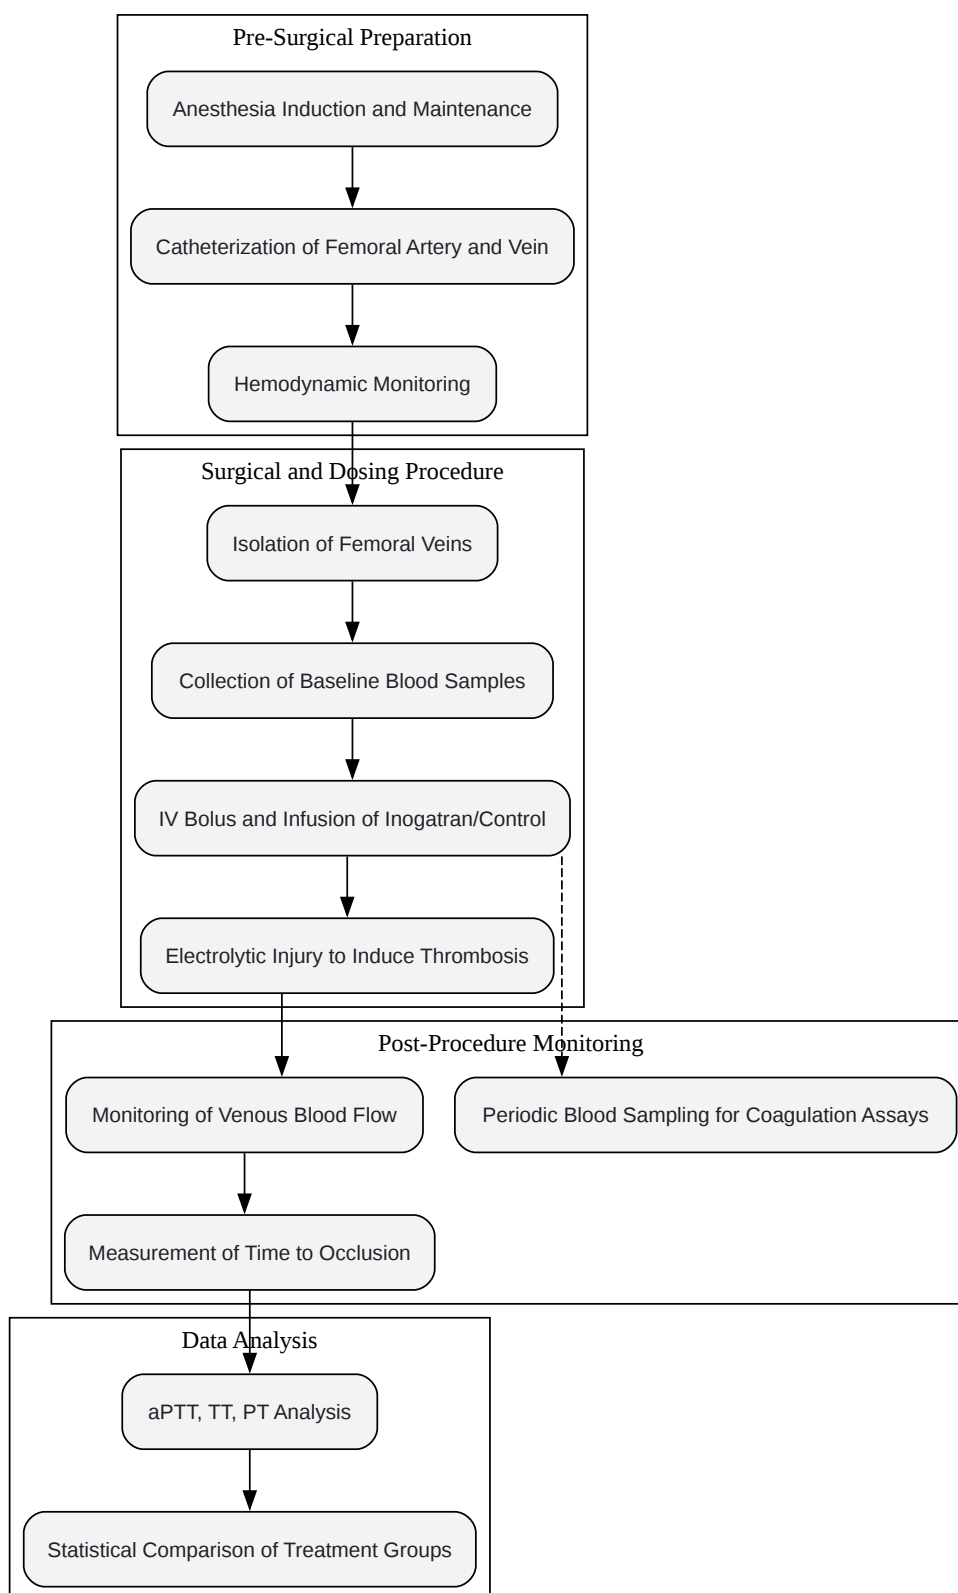 Pre-Surgical Preparation
Anesthesia Induction and Maintenance
Catheterization of Femoral Artery and Vein
Hemodynamic Monitoring
Surgical and Dosing Procedure
Isolation of Femoral Veins
Collection of Baseline Blood Samples
IV Bolus and Infusion of Inogatran/Control
Electrolytic Injury to Induce Thrombosis
Post-Procedure Monitoring
Monitoring of Venous Blood Flow
Periodic Blood Sampling for Coagulation Assays
Measurement of Time to Occlusion
Data Analysis
aPTT, TT, PT Analysis
Statistical Comparison of Treatment Groups